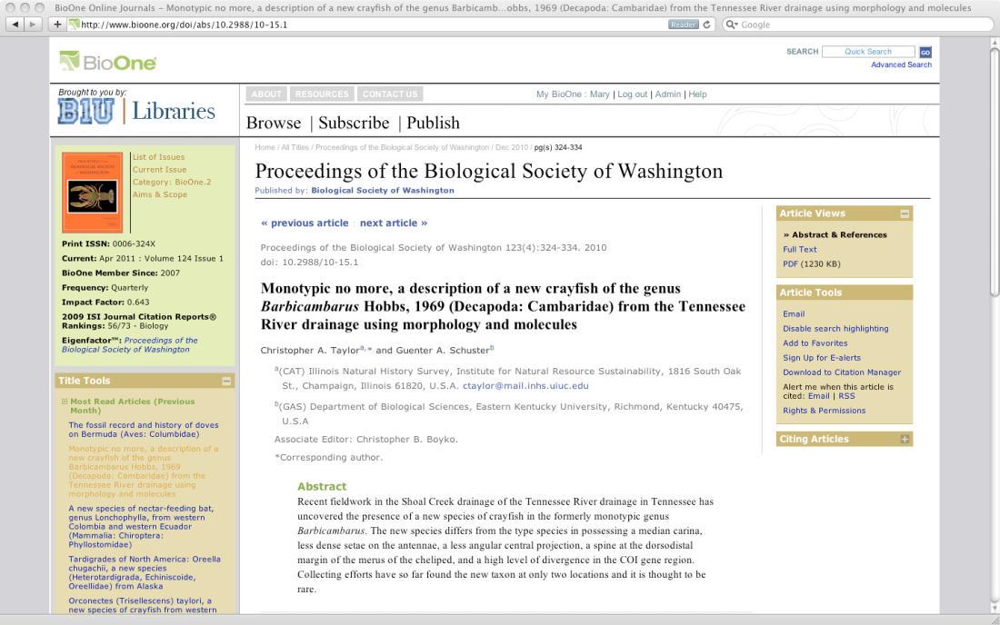 BioOne Online Journals – Monotypic no more, a description of a new crayfish of the genus Barbicamb...obbs, 1969 (Decapoda: Cambaridae) from the Tennessee River drainage using morphology and molecules
http://www.bioone.org/doi/abs/10.2988/10-15.1
Reader
Google
BioOne
SEARCH
Quick Search
GO
Advanced Search
Brought to you by:
BIU | Libraries
ABOUT
RESOURCES
CONTACT US
My BioOne : Mary | Log out | Admin | Help
Browse | Subscribe | Publish
List of Issues
Current Issue
Category: BioOne.2
Aims & Scope
Print ISSN: 0006-324X
Current: Apr 2011 : Volume 124 Issue 1
BioOne Member Since: 2007
Frequency: Quarterly
Impact Factor: 0.643
2009 ISI Journal Citation Reports®
Rankings: 56/73 - Biology
Eigenfactor™: Proceedings of the
Biological Society of Washington
Title Tools
Most Read Articles (Previous
Month)
The fossil record and history of doves
on Bermuda (Aves: Columbidae)
Monotypic no more, a description of a
new crayfish of the genus
Barbicambarus Hobbs, 1969
(Decapoda: Cambaridae) from the
Tennessee River drainage using
morphology and molecules
A new species of nectar-feeding bat,
genus Lonchophylla, from western
Colombia and western Ecuador
(Mammalia: Chiroptera:
Phyllostomidae)
Tardigrades of North America: Oreella
chugachii, a new species
(Heterotardigrada, Echiniscoide,
Oreellidae) from Alaska
Orconectes (Trisellescens) taylori, a
new species of crayfish from western
Home / All Titles / Proceedings of the Biological Society of Washington / Dec 2010 / pg(s) 324-334
Proceedings of the Biological Society of Washington
Published by: Biological Society of Washington
« previous article : next article »
Proceedings of the Biological Society of Washington 123(4):324-334. 2010
doi: 10.2988/10-15.1
Monotypic no more, a description of a new crayfish of the genus
Barbicambarus Hobbs, 1969 (Decapoda: Cambaridae) from the Tennessee
River drainage using morphology and molecules
Christopher A. Taylora,* and Guenter A. Schusterb
a(CAT) Illinois Natural History Survey, Institute for Natural Resource Sustainability, 1816 South Oak
St., Champaign, Illinois 61820, U.S.A. ctaylor@mail.inhs.uiuc.edu
b(GAS) Department of Biological Sciences, Eastern Kentucky University, Richmond, Kentucky 40475,
U.S.A
Associate Editor: Christopher B. Boyko.
*Corresponding author.
Abstract
Recent fieldwork in the Shoal Creek drainage of the Tennessee River drainage in Tennessee has
uncovered the presence of a new species of crayfish in the formerly monotypic genus
Barbicambarus. The new species differs from the type species in possessing a median carina,
less dense setae on the antennae, a less angular central projection, a spine at the dorsodistal
margin of the merus of the cheliped, and a high level of divergence in the COI gene region.
Collecting efforts have so far found the new taxon at only two locations and it is thought to be
rare.
Article Views
» Abstract & References
Full Text
PDF (1230 KB)
Article Tools
Email
Disable search highlighting
Add to Favorites
Sign Up for E-alerts
Download to Citation Manager
Alert me when this article is
cited: Email | RSS
Rights & Permissions
Citing Articles